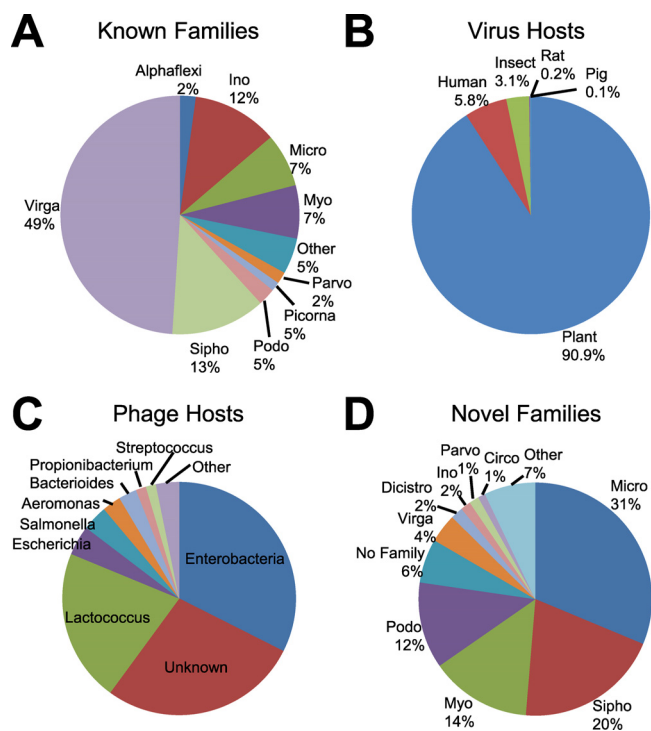 A
Known Families
Alphaflexi
2%
Ino
12%
Micro
7%
Myo
7%
Other
5%
Parvo
2%
Picorna
5%
Podo
5%
Sipho
13%
Virga
49%
B
Virus Hosts
Human
5.8%
Insect
3.1%
Rat
0.2%
Pig
0.1%
Plant
90.9%
C
Phage Hosts
Streptococcus
Propionibacterium
Other
Bacterioides
Aeromonas
Salmonella
Escherichia
Enterobacteria
Lactococcus
Unknown
D
Novel Families
Parvo
1%
Circo
1%
Other
7%
Ino
2%
Dicistro
2%
Virga
4%
No Family
6%
Podo
12%
Myo
14%
Sipho
20%
Micro
31%